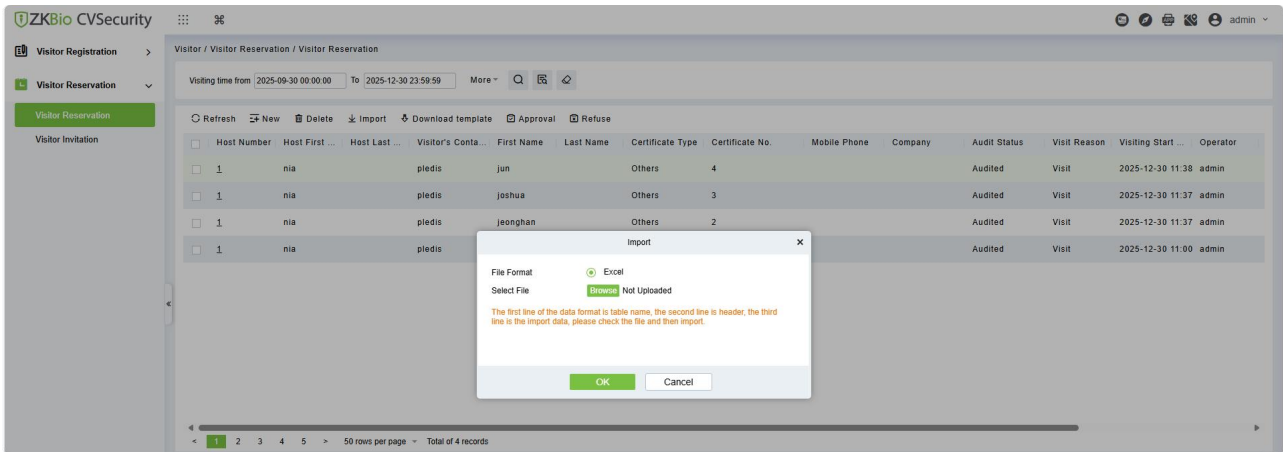 ZKBio CVSecurity
admin
Visitor Registration
Visitor Reservation
Visitor Reservation
Visitor Invitation
Visitor / Visitor Reservation / Visitor Reservation
Visiting time from 2025-09-30 00:00:00 To 2025-12-30 23:59:59 More
Refresh New Delete Import Download template Approval Refuse
Host Number Host First ... Host Last ... Visitor's Conta... First Name Last Name Certificate Type Certificate No. Mobile Phone Company Audit Status Visit Reason Visiting Start ... Operator
1 nia pledis jun Others 4 Audited Visit 2025-12-30 11:38 admin
1 nia pledis joshua Others 3 Audited Visit 2025-12-30 11:37 admin
1 nia pledis jeonghan Others 2 Audited Visit 2025-12-30 11:37 admin
1 nia pledis Audited Visit 2025-12-30 11:00 admin
Import
File Format Excel
Select File Browse Not Uploaded
The first line of the data format is table name, the second line is header, the third
line is the import data, please check the file and then import.
OK Cancel
< 1 2 3 4 5 > 50 rows per page Total of 4 records